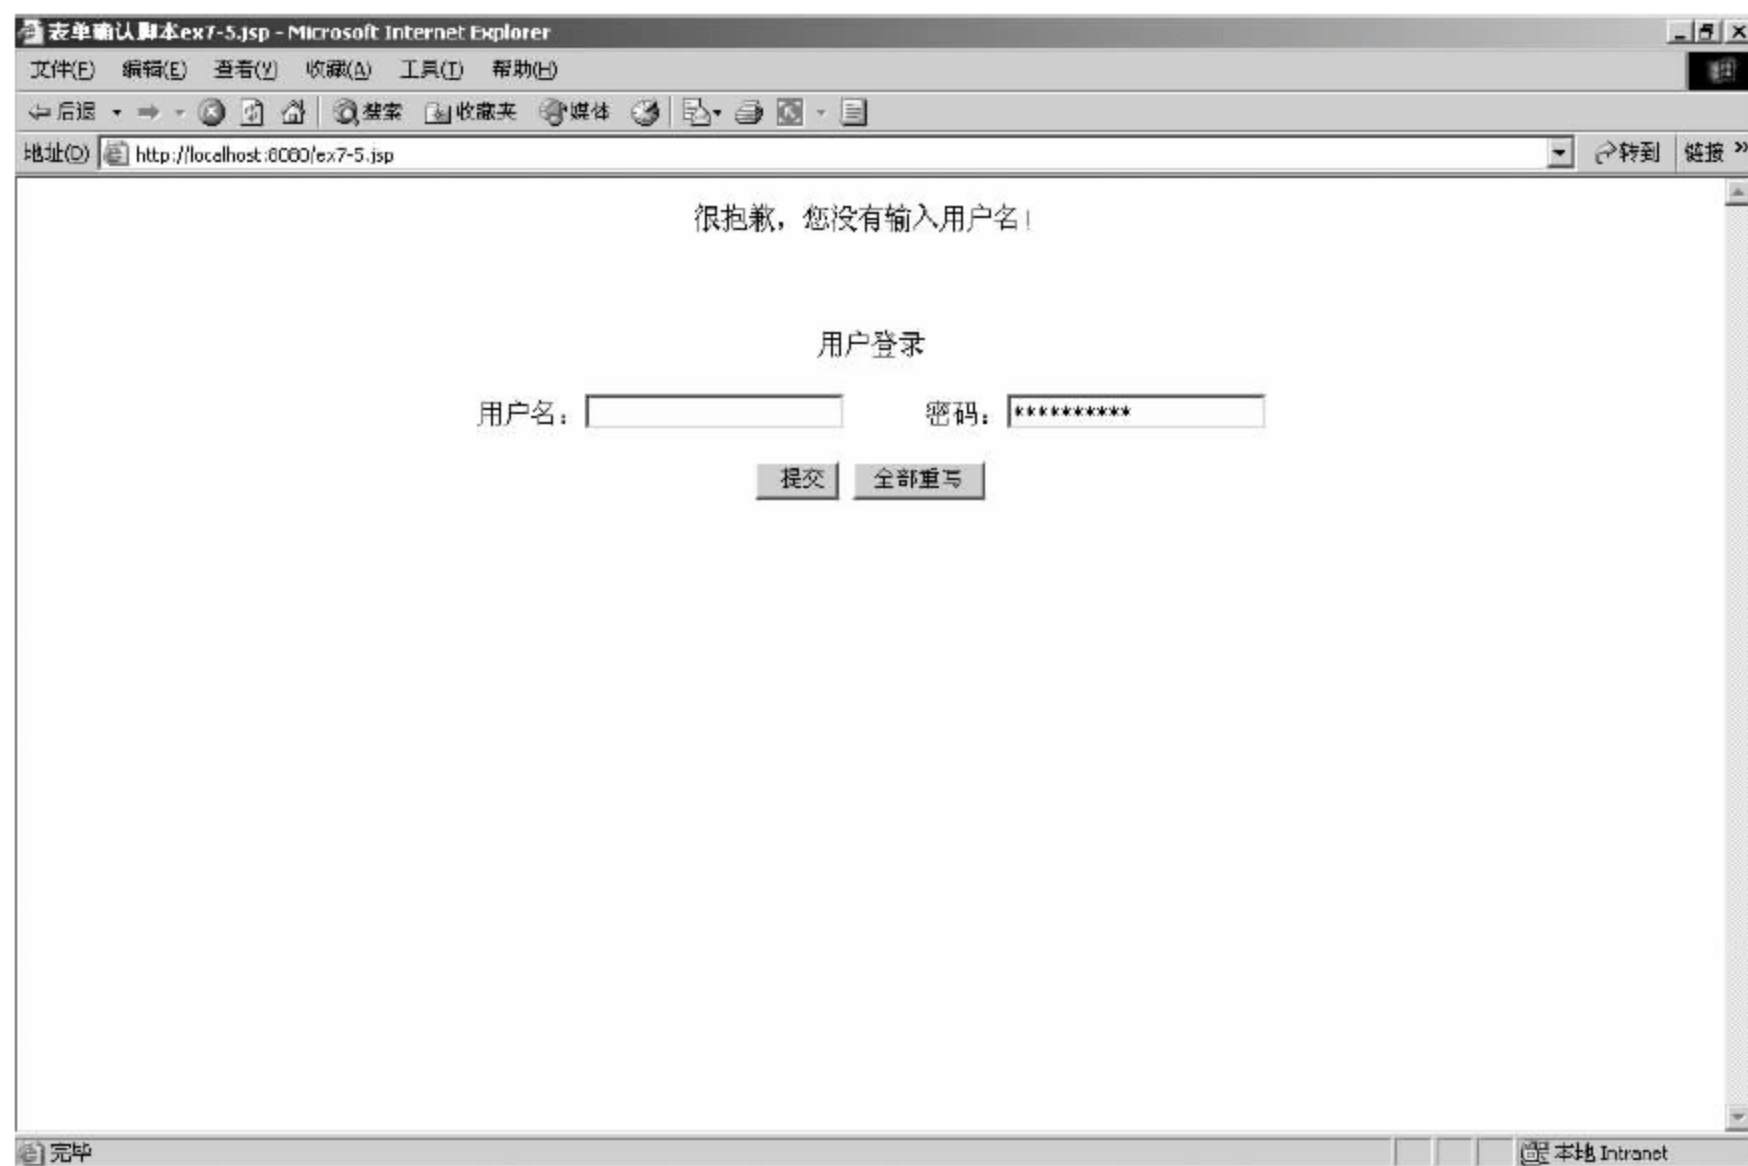 表单确认脚本ex7-5.jsp - Microsoft Internet Explorer
文件(F) 编辑(E) 查看(V) 收藏(A) 工具(T) 帮助(H)
后退 搜索 收藏夹 媒体
地址(D) http://localhost:8080/ex7-5.jsp 转到 链接 »
很抱歉，您没有输入用户名！
用户登录
用户名： 密码： **********
提交 全部重写
完毕 本地 Intranet